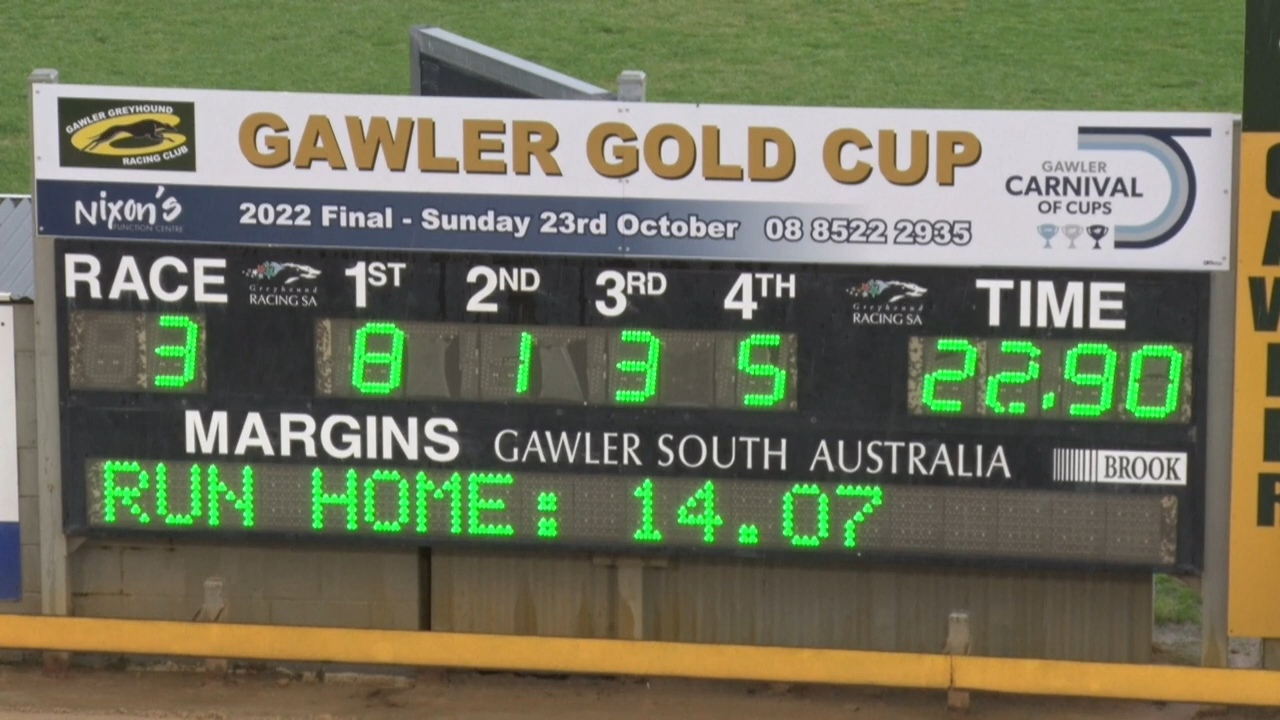 GAWLER GREYHOUND
RACING CLUB
GAWLER GOLD CUP
GAWLER
CARNIVAL
OF CUPS
Nixon's
FUNCTION CENTRE
2022 Final - Sunday 23rd October 08 8522 2935
RACE Greyhound RACING SA 1ST 2ND 3RD 4TH Greyhound RACING SA TIME
3 8 1 3 5 22.90
MARGINS GAWLER SOUTH AUSTRALIA BROOK
RUN HOME: 14.07